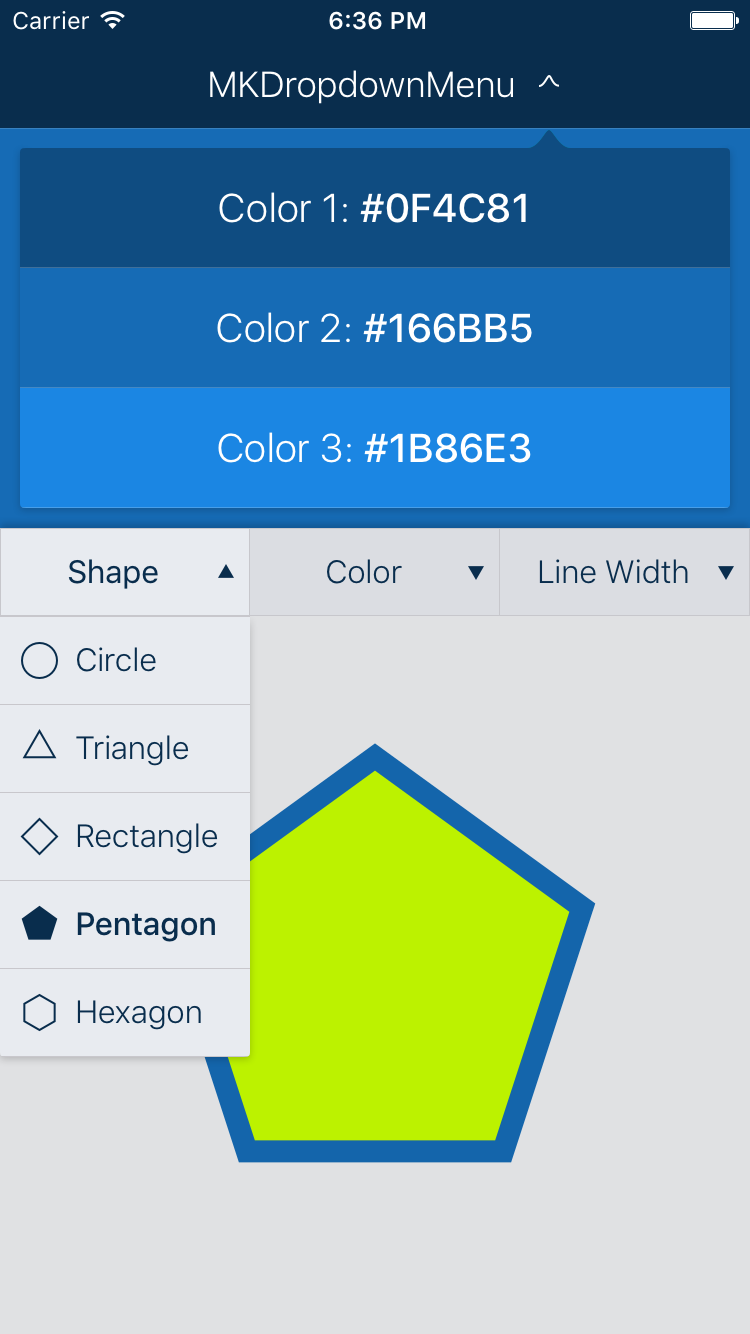 Carrier 6:36 PM
MKDropdownMenu
Color 1: #0F4C81
Color 2: #166BB5
Color 3: #1B86E3
Shape Color Line Width
Circle
Triangle
Rectangle
Pentagon
Hexagon